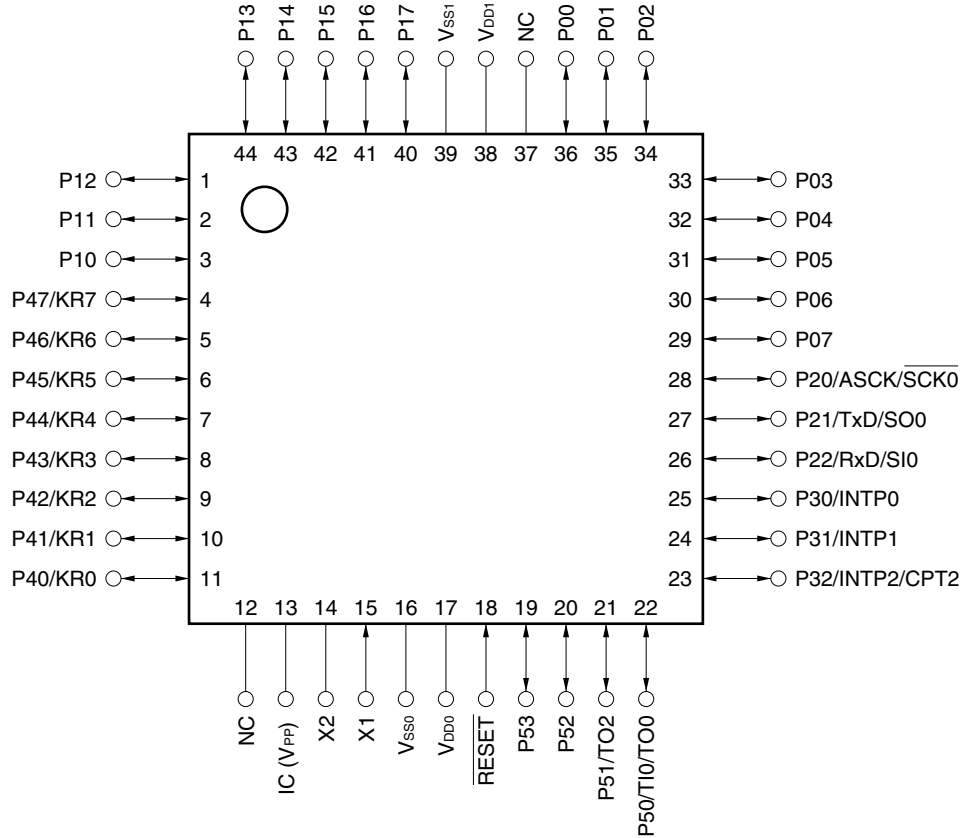 P13 P14 P15 P16 P17 VSS1 VDD1 NC P00 P01 P02
44 43 42 41 40 39 38 37 36 35 34
P12 1 33 P03
P11 2 32 P04
P10 3 31 P05
P47/KR7 4 30 P06
P46/KR6 5 29 P07
P45/KR5 6 28 P20/ASCK/SCK0
P44/KR4 7 27 P21/TxD/SO0
P43/KR3 8 26 P22/RxD/SI0
P42/KR2 9 25 P30/INTP0
P41/KR1 10 24 P31/INTP1
P40/KR0 11 23 P32/INTP2/CPT2
12 13 14 15 16 17 18 19 20 21 22
NC IC (VPP) X2 X1 VSS0 VDD0 RESET P53 P52 P51/TO2 P50/TI0/TO0